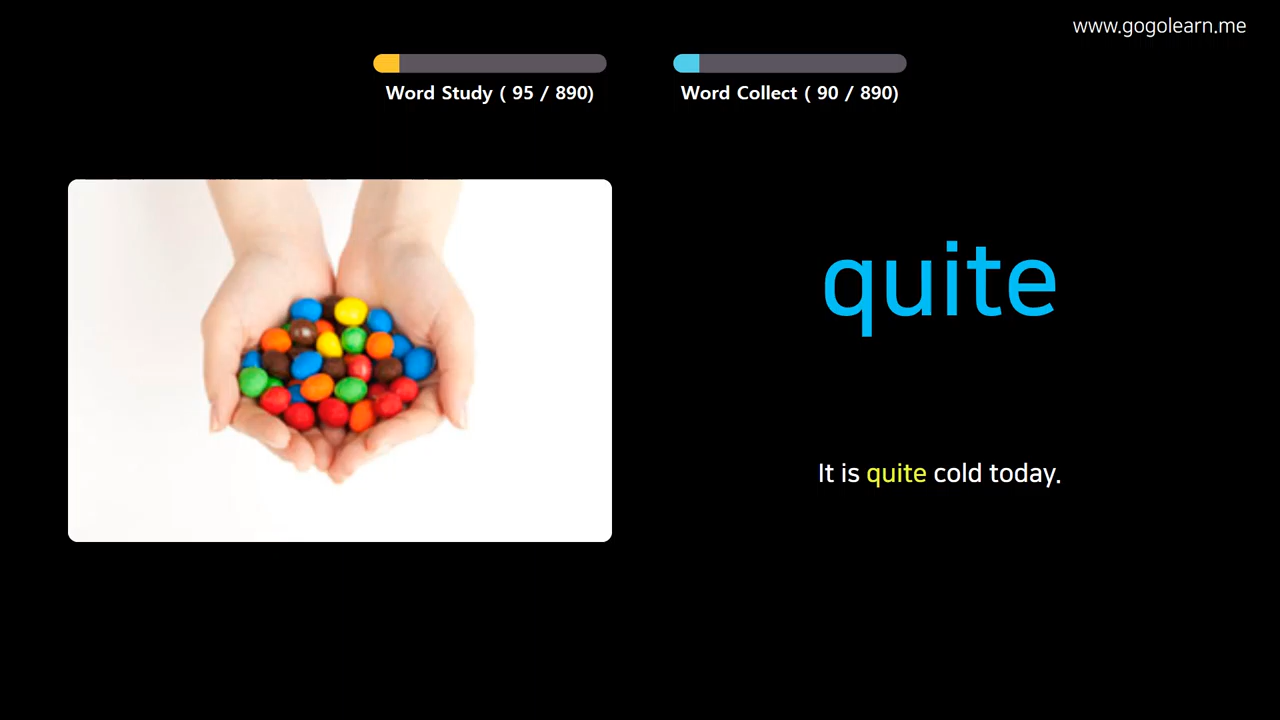 www.gogolearn.me
Word Study ( 95 / 890)
Word Collect ( 90 / 890)
quite
It is quite cold today.